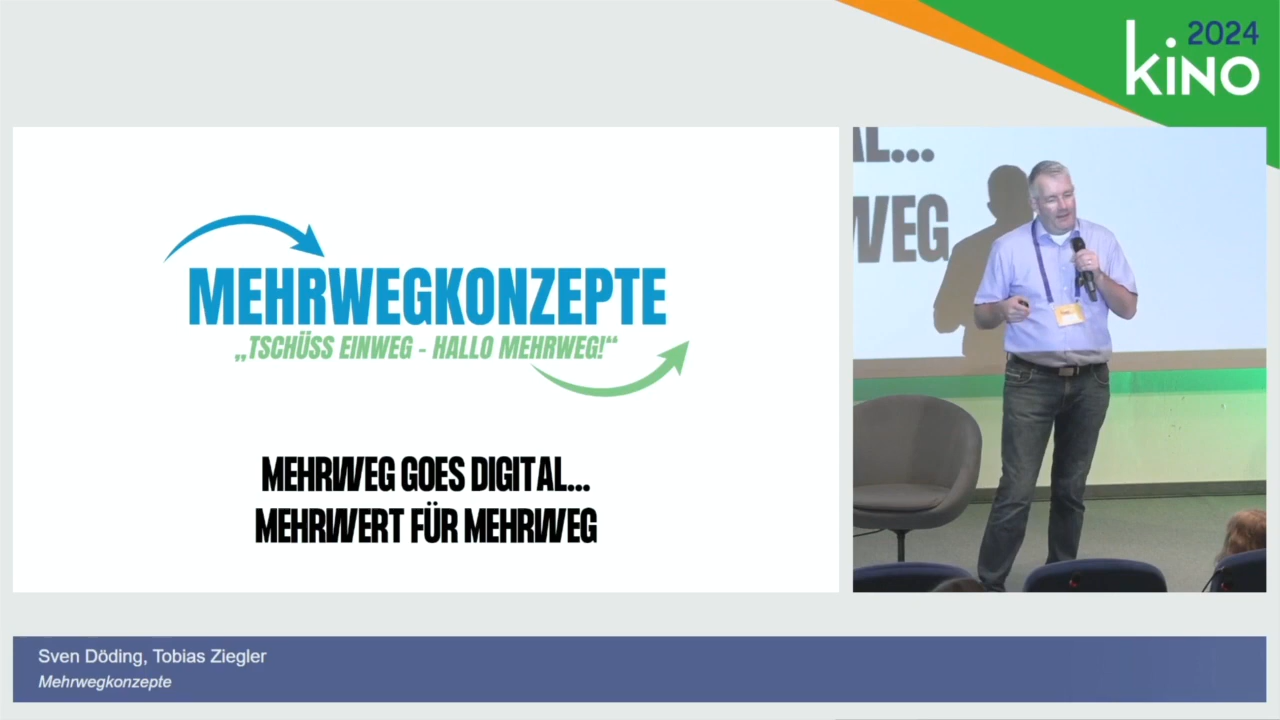 2024
kiNO
MEHRWEGKONZEPTE
„TSCHÜSS EINWEG - HALLO MEHRWEG!“
MEHRWEG GOES DIGITAL...
MEHRWERT FÜR MEHRWEG
AL...
WEG
Sven Döding, Tobias Ziegler
Mehrwegkonzepte